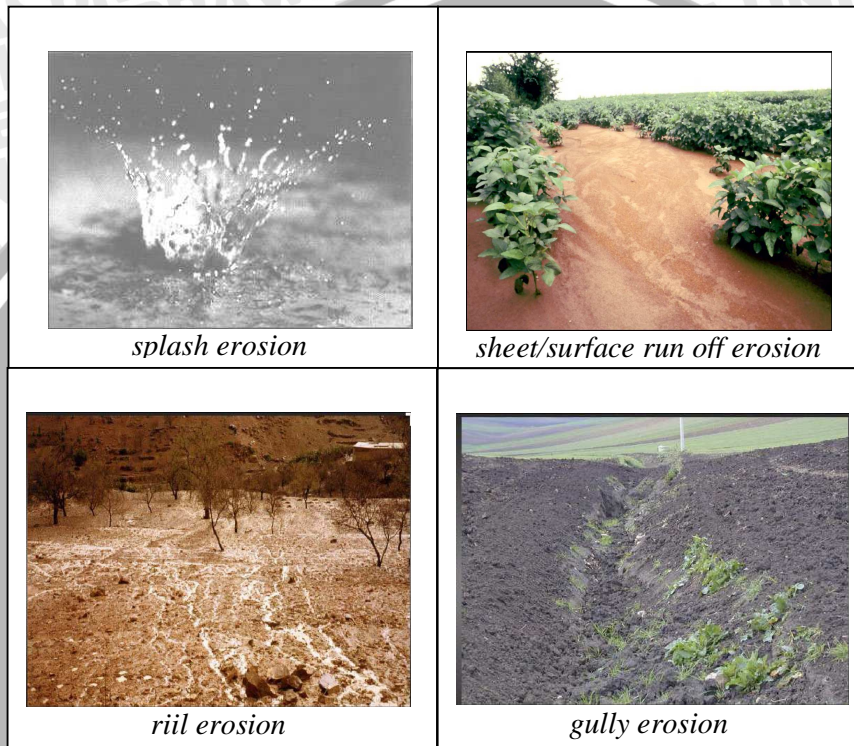 splash erosion
sheet/surface run off erosion
riil erosion
gully erosion